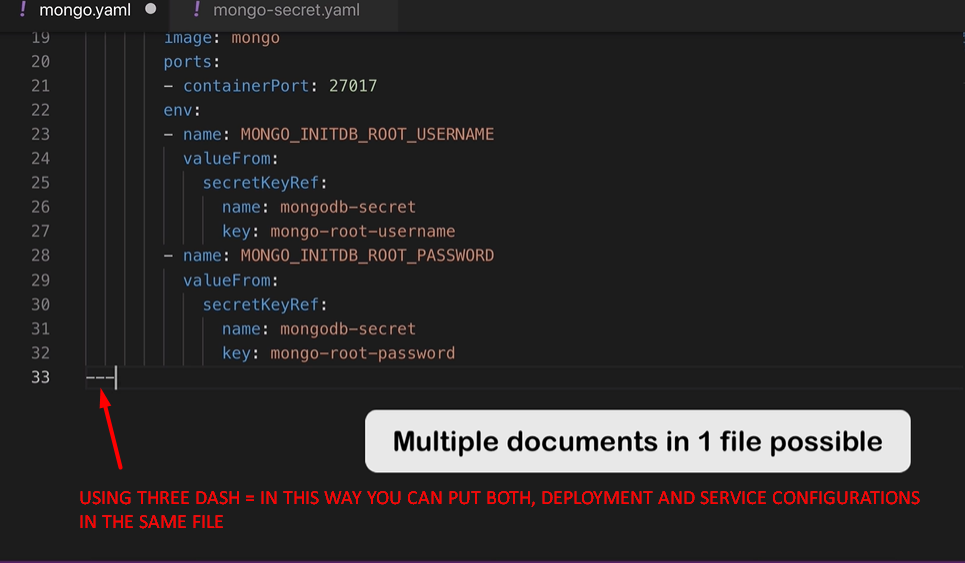 ! mongo.yaml ● ! mongo-secret.yaml
19 image: mongo
20 ports:
21 - containerPort: 27017
22 env:
23 - name: MONGO_INITDB_ROOT_USERNAME
24 valueFrom:
25 secretKeyRef:
26 name: mongodb-secret
27 key: mongo-root-username
28 - name: MONGO_INITDB_ROOT_PASSWORD
29 valueFrom:
30 secretKeyRef:
31 name: mongodb-secret
32 key: mongo-root-password
33 ---
Multiple documents in 1 file possible
USING THREE DASH = IN THIS WAY YOU CAN PUT BOTH, DEPLOYMENT AND SERVICE CONFIGURATIONS
IN THE SAME FILE